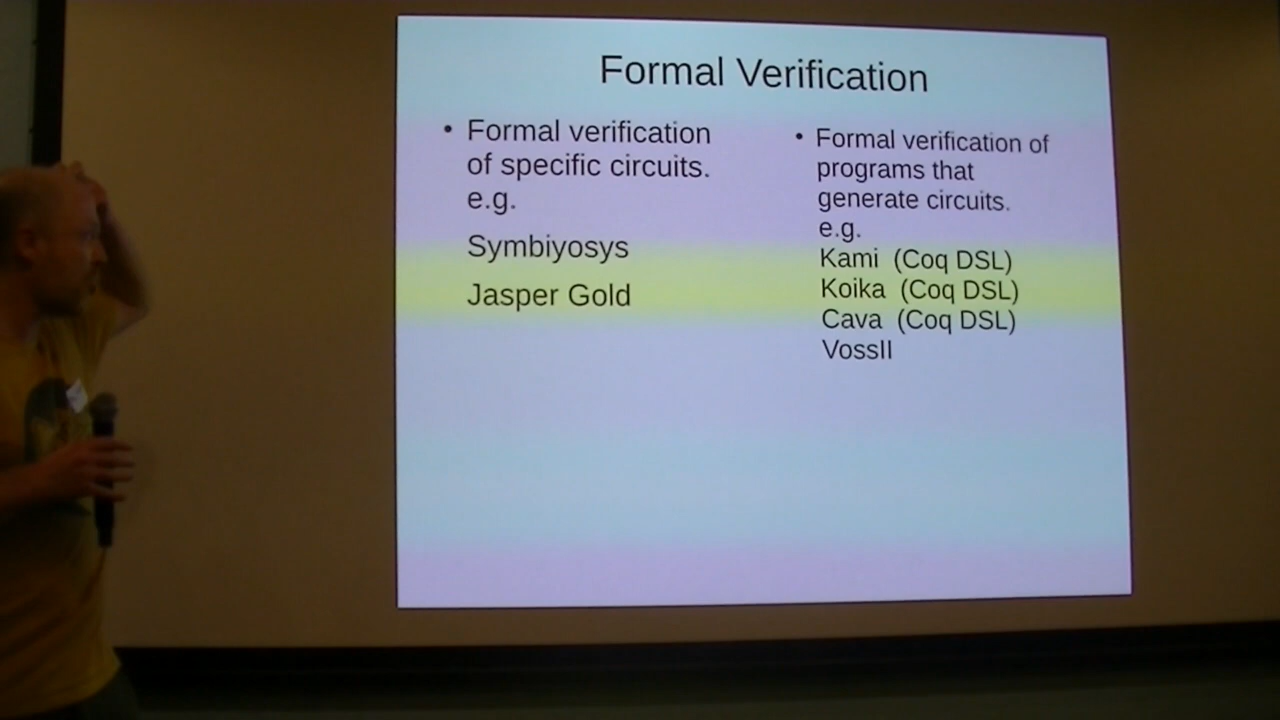 Formal Verification
• Formal verification
of specific circuits.
e.g.
Symbiyosys
Jasper Gold
• Formal verification of
programs that
generate circuits.
e.g.
Kami (Coq DSL)
Koika (Coq DSL)
Cava (Coq DSL)
VossII